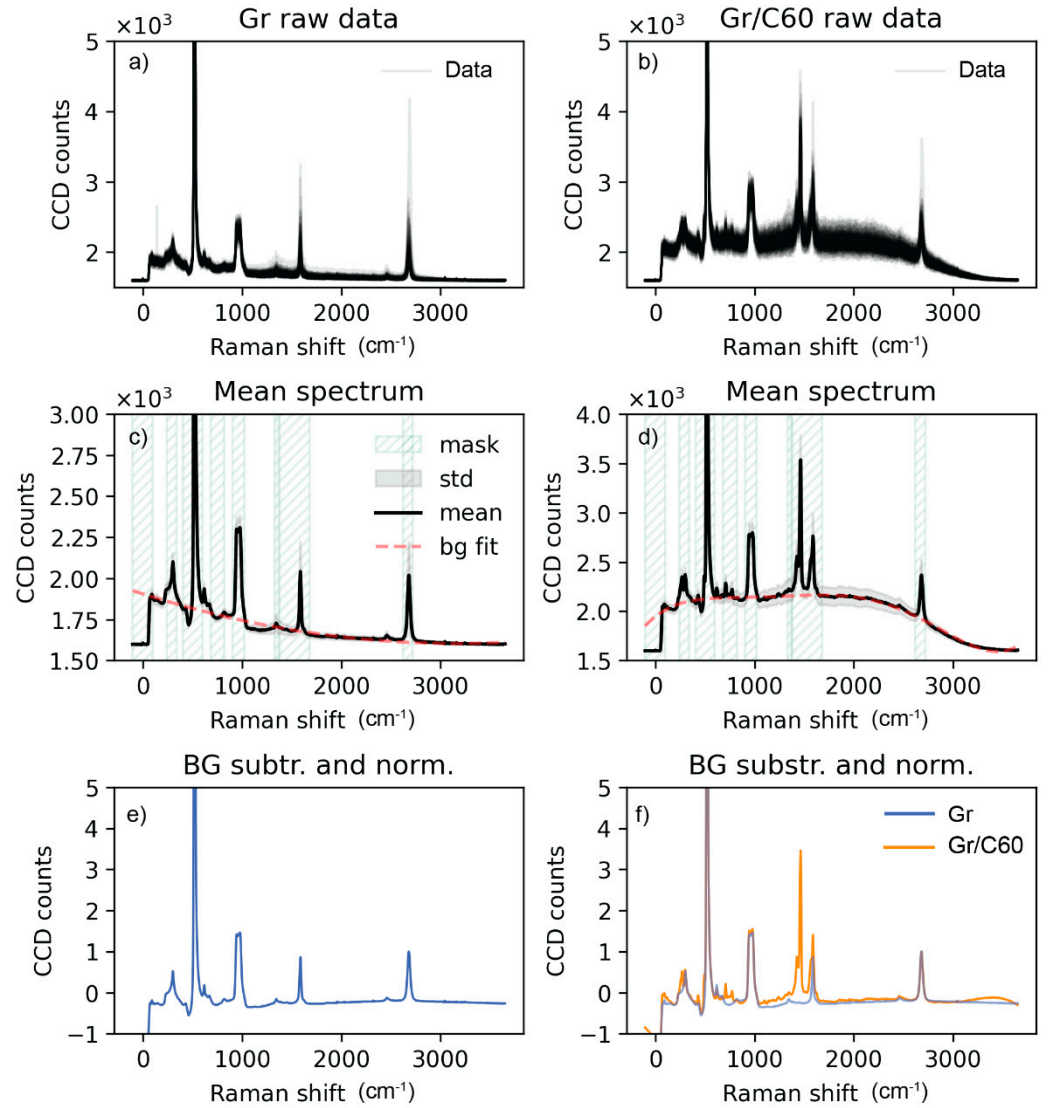 Gr raw data
×10³
a)
Data
5
4
3
2
CCD counts
0 1000 2000 3000
Raman shift (cm⁻¹)
Gr/C60 raw data
×10³
b)
Data
5
4
3
2
CCD counts
0 1000 2000 3000
Raman shift (cm⁻¹)
Mean spectrum
×10³
c)
mask
std
mean
bg fit
3.00
2.75
2.50
2.25
2.00
1.75
1.50
CCD counts
0 1000 2000 3000
Raman shift (cm⁻¹)
Mean spectrum
×10³
d)
4.0
3.5
3.0
2.5
2.0
1.5
CCD counts
0 1000 2000 3000
Raman shift (cm⁻¹)
BG subtr. and norm.
e)
5
4
3
2
1
0
−1
CCD counts
0 1000 2000 3000
Raman shift (cm⁻¹)
BG substr. and norm.
f)
Gr
Gr/C60
5
4
3
2
1
0
−1
CCD counts
0 1000 2000 3000
Raman shift (cm⁻¹)